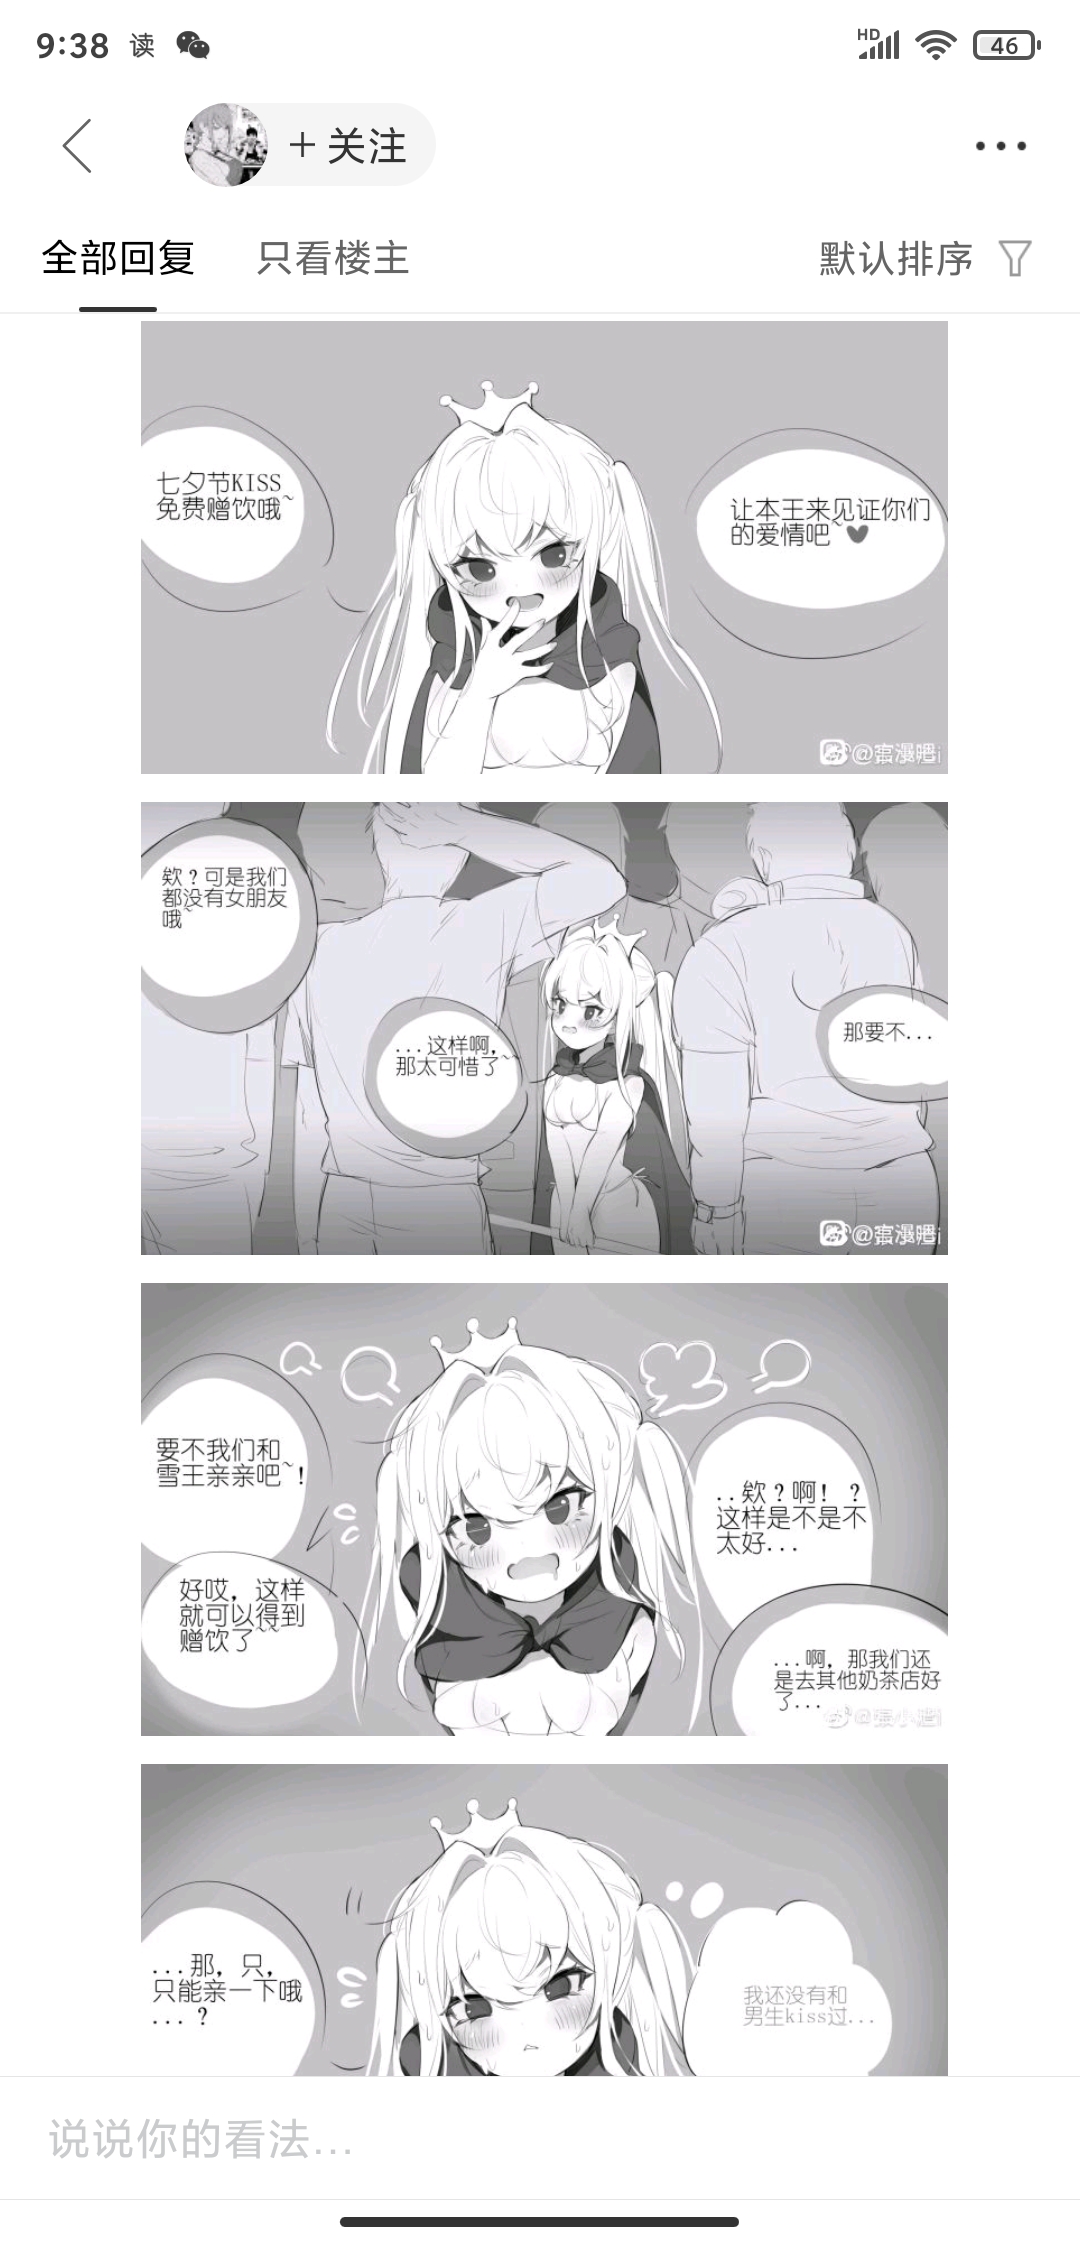 9:38 读
HD
46
+ 关注
全部回复 只看楼主 默认排序
七夕节KISS
免费赠饮哦~
让本王来见证你们
的爱情吧~
欸？可是我们
都没有女朋友
哦~
...这样啊，
那太可惜了~
那要不...
要不我们和
雪王亲亲吧~！
好哎，这样
就可以得到
赠饮了~~
..欸？啊！？
这样是不是不
太好...
...啊，那我们还
是去其他奶茶店好
了...
...那，只，
只能亲一下哦
...？
我还没有和
男生kiss过...
说说你的看法...